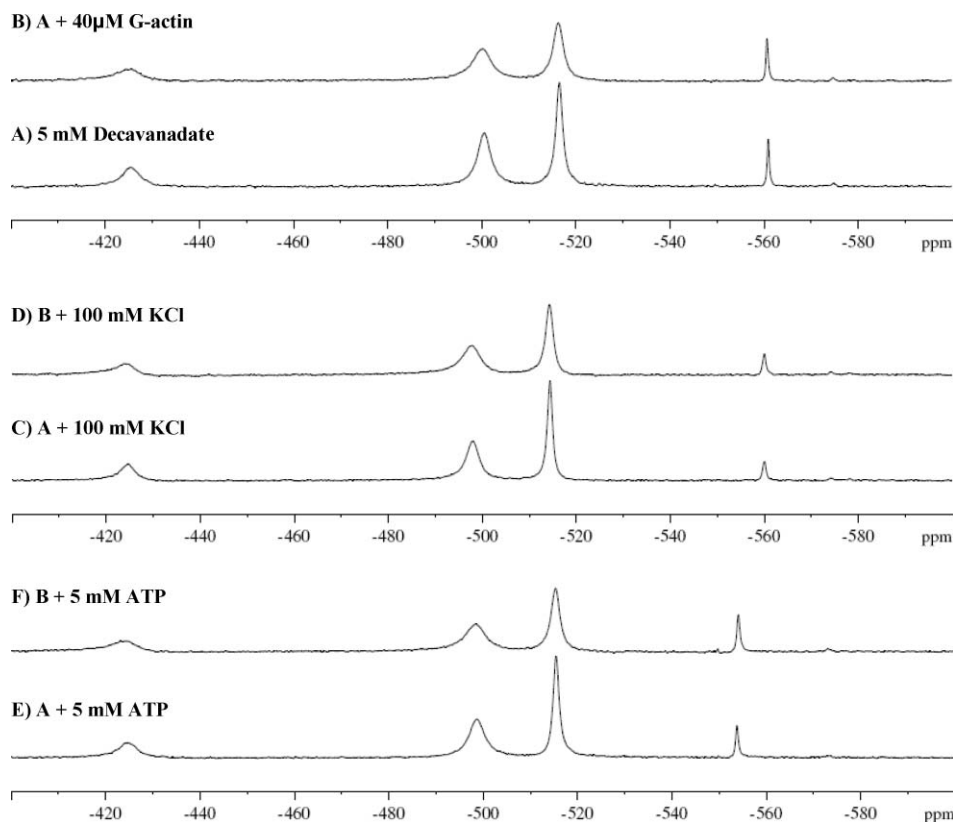 B) A + 40µM G-actin
A) 5 mM Decavanadate
-420 -440 -460 -480 -500 -520 -540 -560 -580 ppm
D) B + 100 mM KCl
C) A + 100 mM KCl
-420 -440 -460 -480 -500 -520 -540 -560 -580 ppm
F) B + 5 mM ATP
E) A + 5 mM ATP
-420 -440 -460 -480 -500 -520 -540 -560 -580 ppm